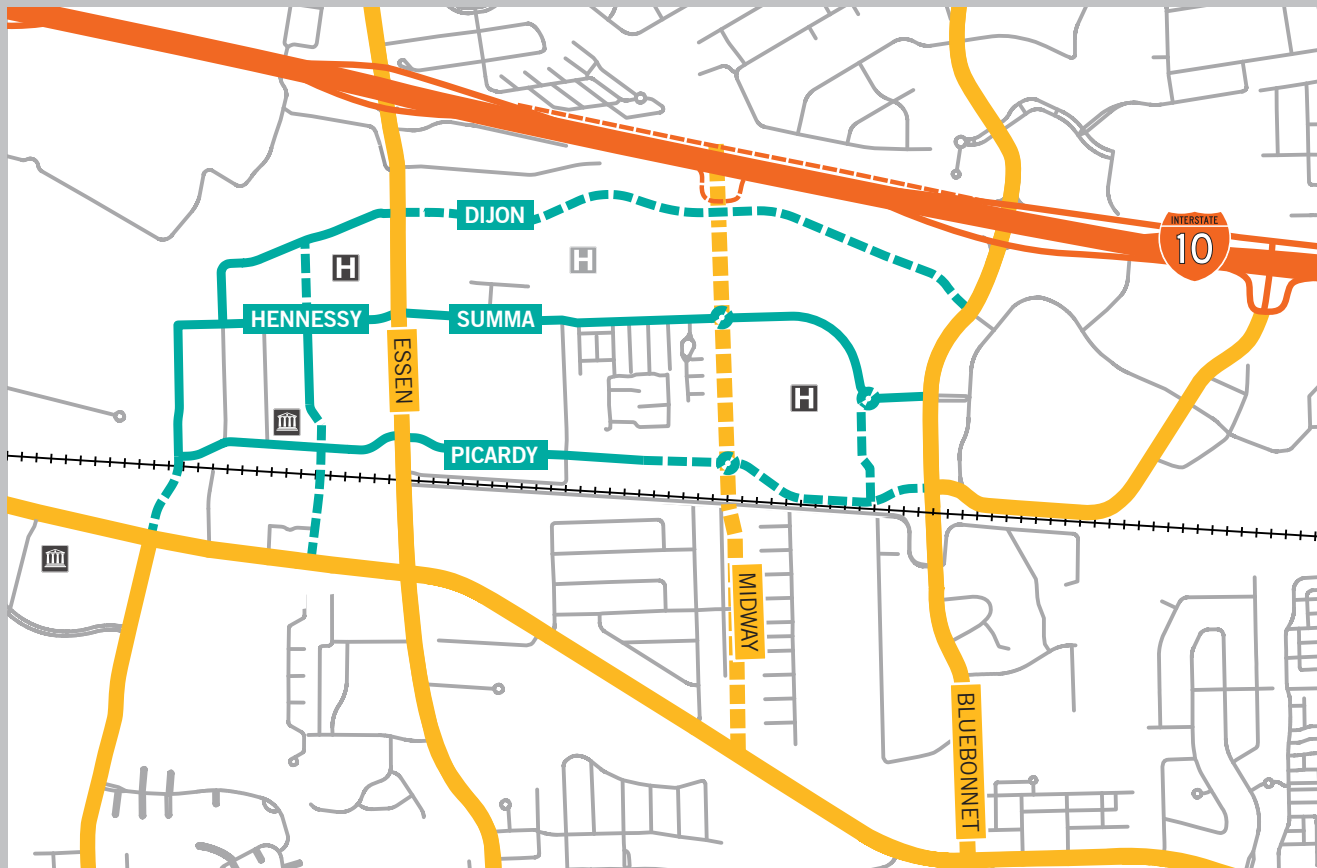 DIJON
INTERSTATE
10
H
H
HENNESSY
SUMMA
ESSEN
H
PICARDY
MIDWAY
BLUEBONNET